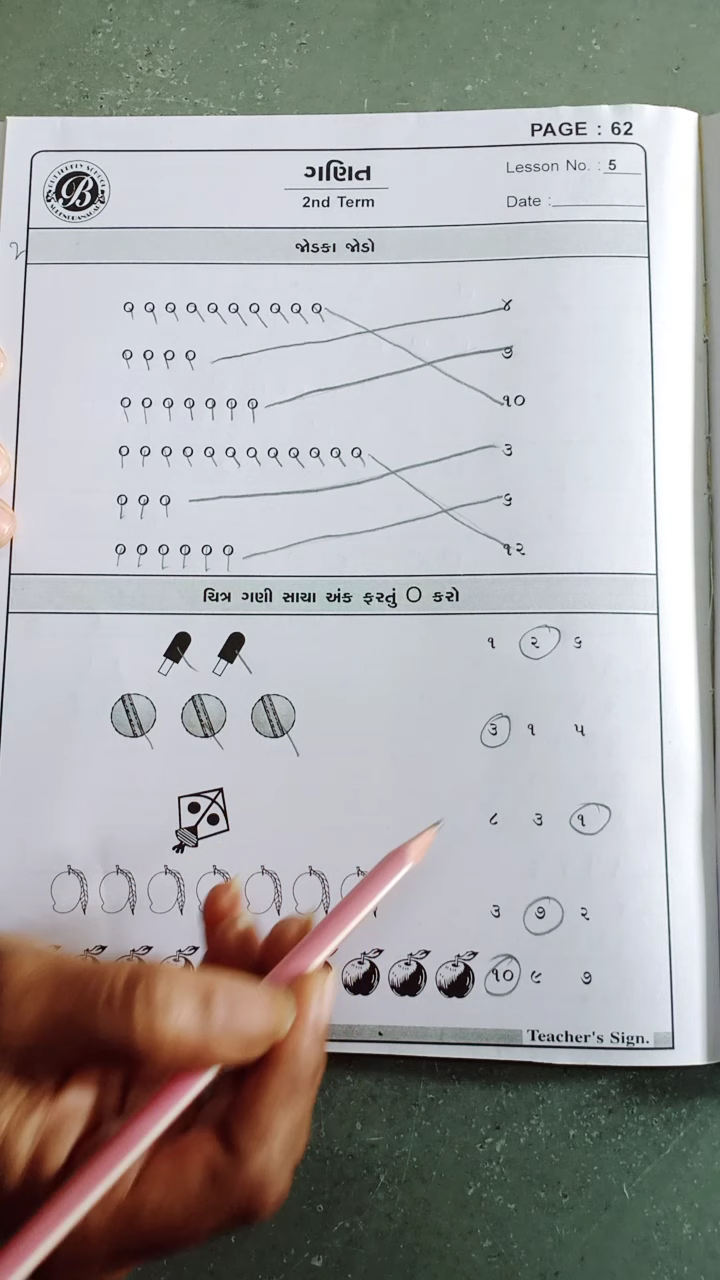 PAGE : 62
ગણિત
2nd Term
Lesson No. : 5
Date :
B
જોડકા જોડો
૪
૭
૧૦
૩
૬
૧૨
ચિત્ર ગણી સાચા અંક ફરતું O કરો
૧ ૨ ૬
૩ ૧ ૫
૮ ૩ ૧
૩ ૭ ૨
૧૦ ૯ ૭
Teacher's Sign.